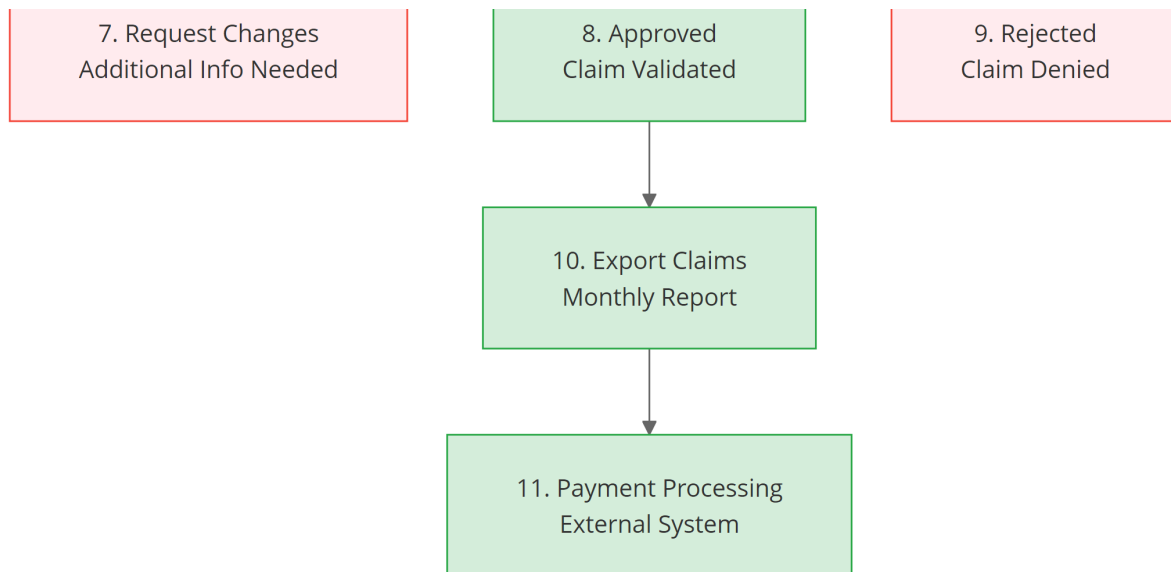 7. Request Changes
Additional Info Needed
8. Approved
Claim Validated
9. Rejected
Claim Denied
10. Export Claims
Monthly Report
11. Payment Processing
External System